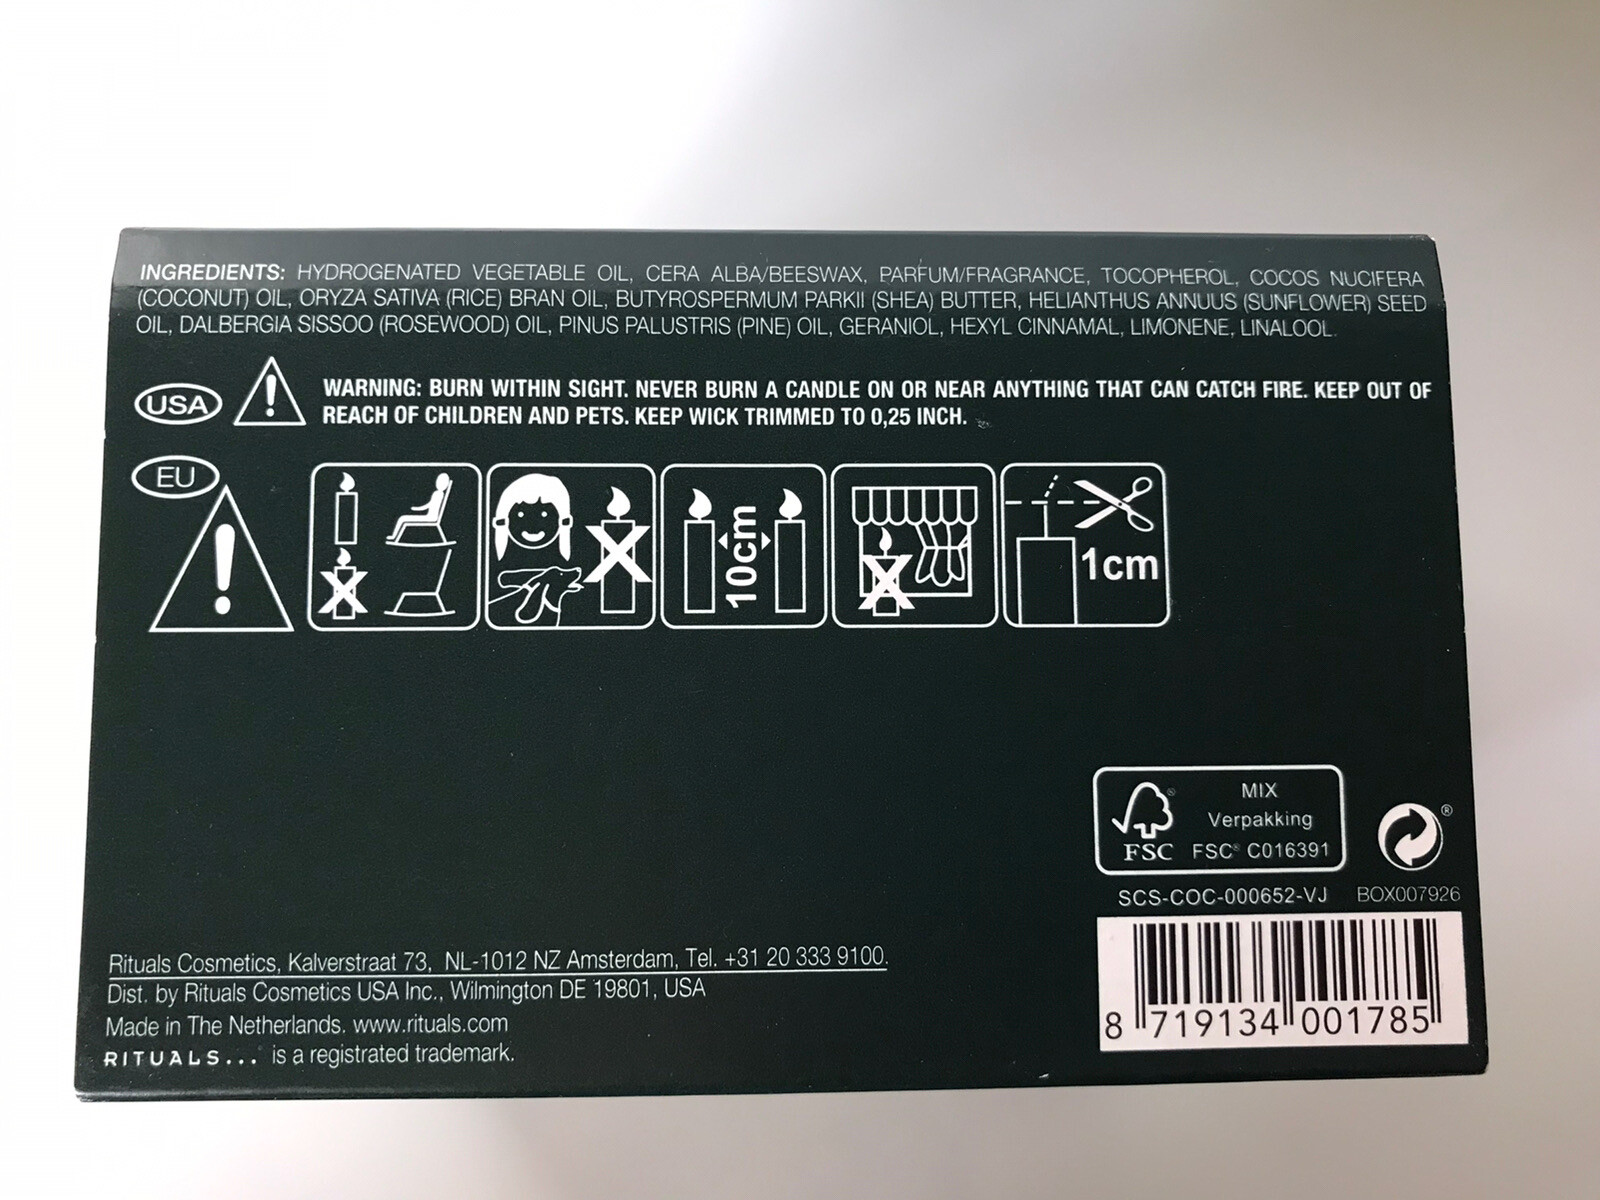 INGREDIENTS: HYDROGENATED VEGETABLE OIL, CERA ALBA/BEESWAX, PARFUM/FRAGRANCE, TOCOPHEROL, COCOS NUCIFERA
(COCONUT) OIL, ORYZA SATIVA (RICE) BRAN OIL, BUTYROSPERMUM PARKII (SHEA) BUTTER, HELIANTHUS ANNUUS (SUNFLOWER) SEED
OIL, DALBERGIA SISSOO (ROSEWOOD) OIL, PINUS PALUSTRIS (PINE) OIL, GERANIOL, HEXYL CINNAMAL, LIMONENE, LINALOOL.
USA
WARNING: BURN WITHIN SIGHT. NEVER BURN A CANDLE ON OR NEAR ANYTHING THAT CAN CATCH FIRE. KEEP OUT OF
REACH OF CHILDREN AND PETS. KEEP WICK TRIMMED TO 0,25 INCH.
EU
10cm
1cm
MIX
Verpakking
FSC FSC® C016391
SCS-COC-000652-VJ BOX007926
Rituals Cosmetics, Kalverstraat 73, NL-1012 NZ Amsterdam, Tel. +31 20 333 9100.
Dist. by Rituals Cosmetics USA Inc., Wilmington DE 19801, USA
Made in The Netherlands. www.rituals.com
RITUALS... is a registered trademark.
8 719134 001785